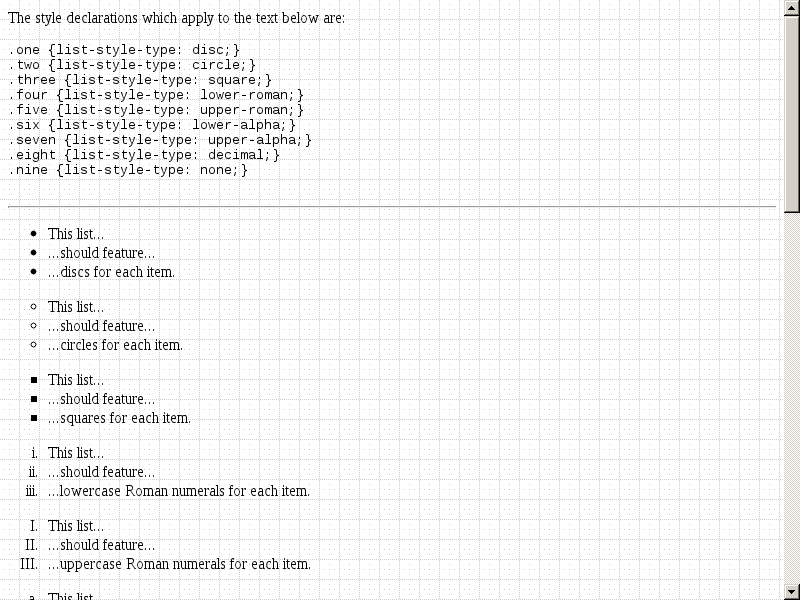 The style declarations which apply to the text below are:
.one {list-style-type: disc;}
.two {list-style-type: circle;}
.three {list-style-type: square;}
.four {list-style-type: lower-roman;}
.five {list-style-type: upper-roman;}
.six {list-style-type: lower-alpha;}
.seven {list-style-type: upper-alpha;}
.eight {list-style-type: decimal;}
.nine {list-style-type: none;}
• This list...
• ...should feature...
• ...discs for each item.
◦ This list...
◦ ...should feature...
◦ ...circles for each item.
▪ This list...
▪ ...should feature...
▪ ...squares for each item.
i. This list...
ii. ...should feature...
iii. ...lowercase Roman numerals for each item.
I. This list...
II. ...should feature...
III. ...uppercase Roman numerals for each item.
a. This list...